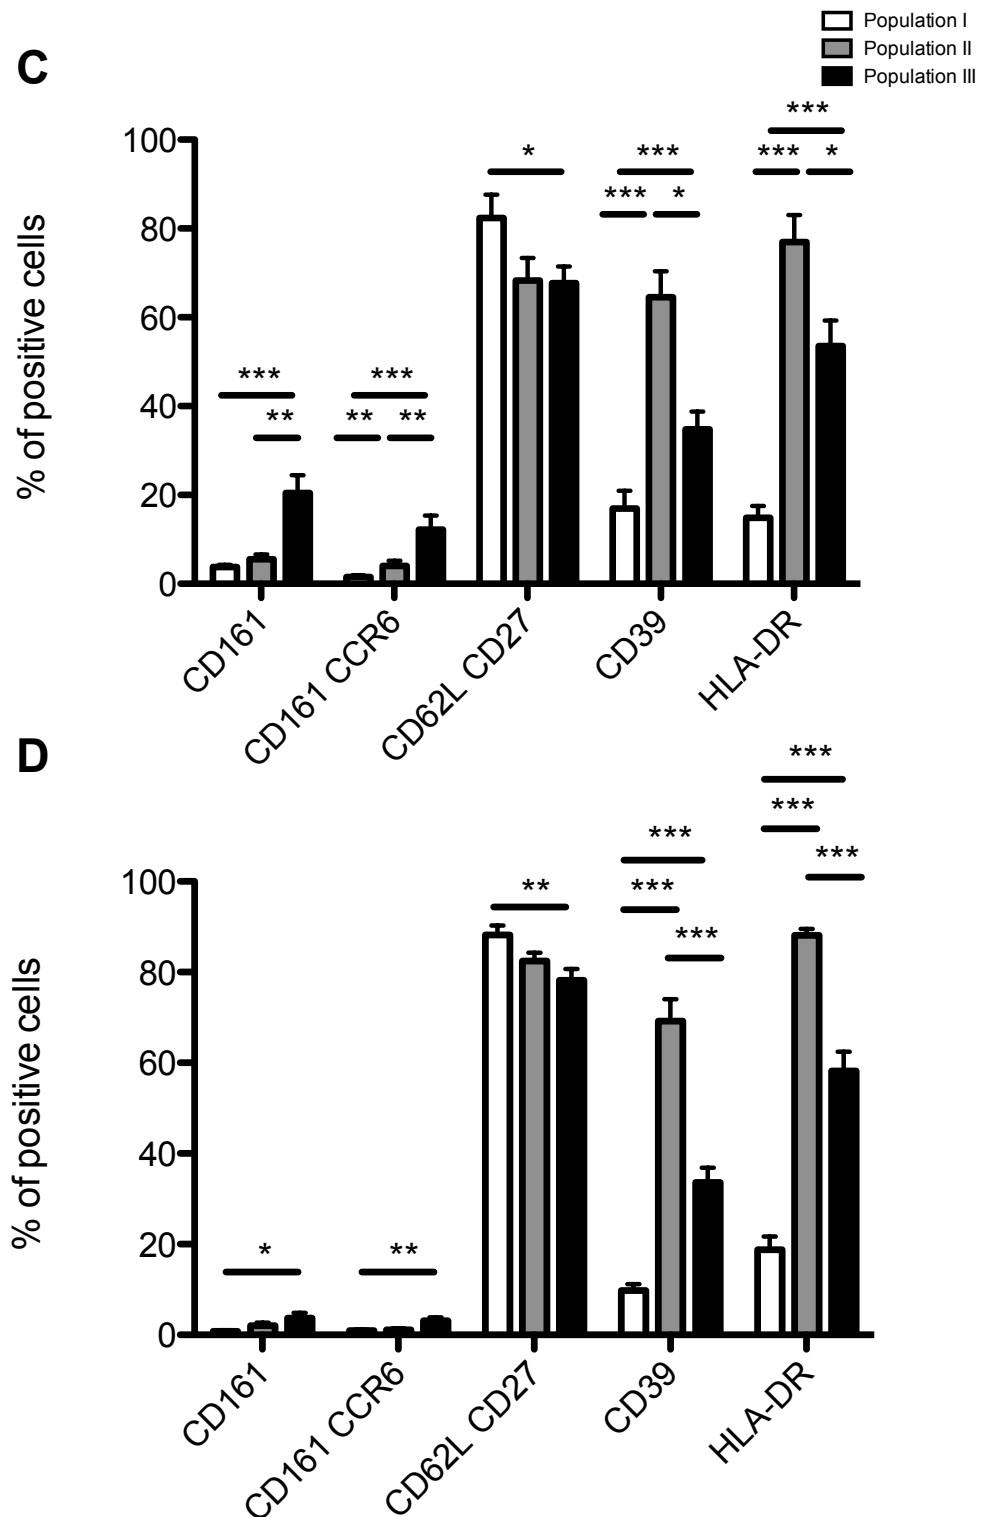 Population I
Population II
Population III
C
% of positive cells
100
80
60
40
20
0
***
**
***
** **
*
***
*** *
***
*** *
CD161
CD161 CCR6
CD62L CD27
CD39
HLA-DR
D
% of positive cells
100
80
60
40
20
0
*
**
**
***
***
***
***
***
***
CD161
CD161 CCR6
CD62L CD27
CD39
HLA-DR